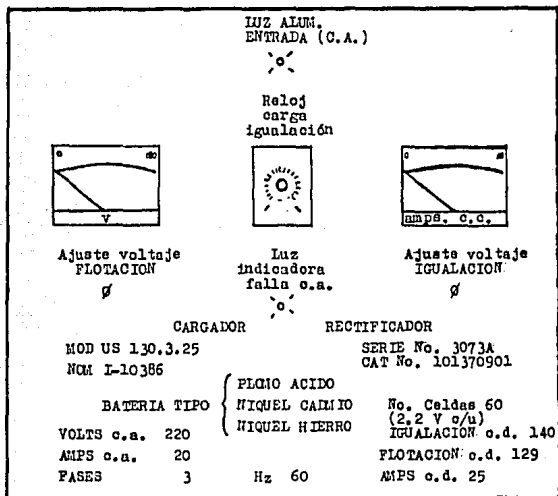 LUZ ALUM.
ENTRADA (C.A.)
Reloj
carga
igualación
0
V
0
amps. c.c.
Ajuste voltaje
FLOTACION
Luz
indicadora
falla c.a.
Ajuste voltaje
IGUALACION
CARGADOR RECTIFICADOR
MOD US 130.3.25
SERIE No. 3073A
NOM I-10386
CAT No. 101370901
BATERIA TIPO
PLOMO ACIDO
NIQUEL CADMIO
NIQUEL HIERRO
No. Celdas 60
(2.2 V c/u)
VOLTS c.a. 220
IGUALACION c.d. 140
AMPS c.a. 20
FLOTACION c.d. 129
FASES 3 Hz 60 AMPS c.d. 25